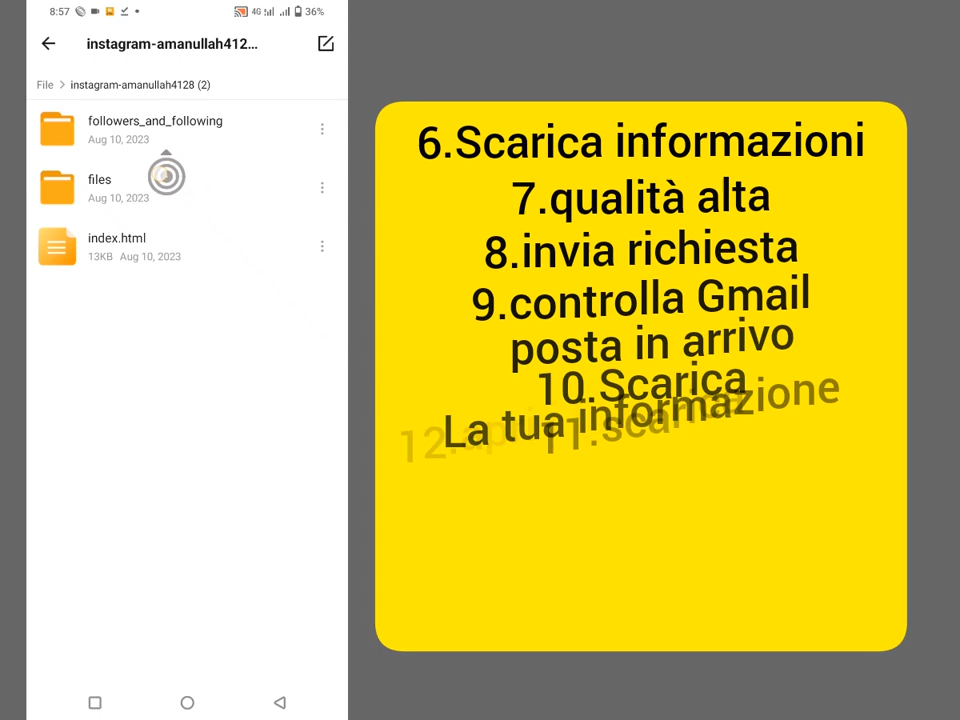 8:57
4G
36%
instagram-amanullah412...
File
instagram-amanullah4128 (2)
followers_and_following
Aug 10, 2023
files
Aug 10, 2023
index.html
13KB Aug 10, 2023
6.Scarica informazioni
7.qualità alta
8.invia richiesta
9.controlla Gmail
posta in arrivo
10.Scarica
La tua informazione
11.scarica